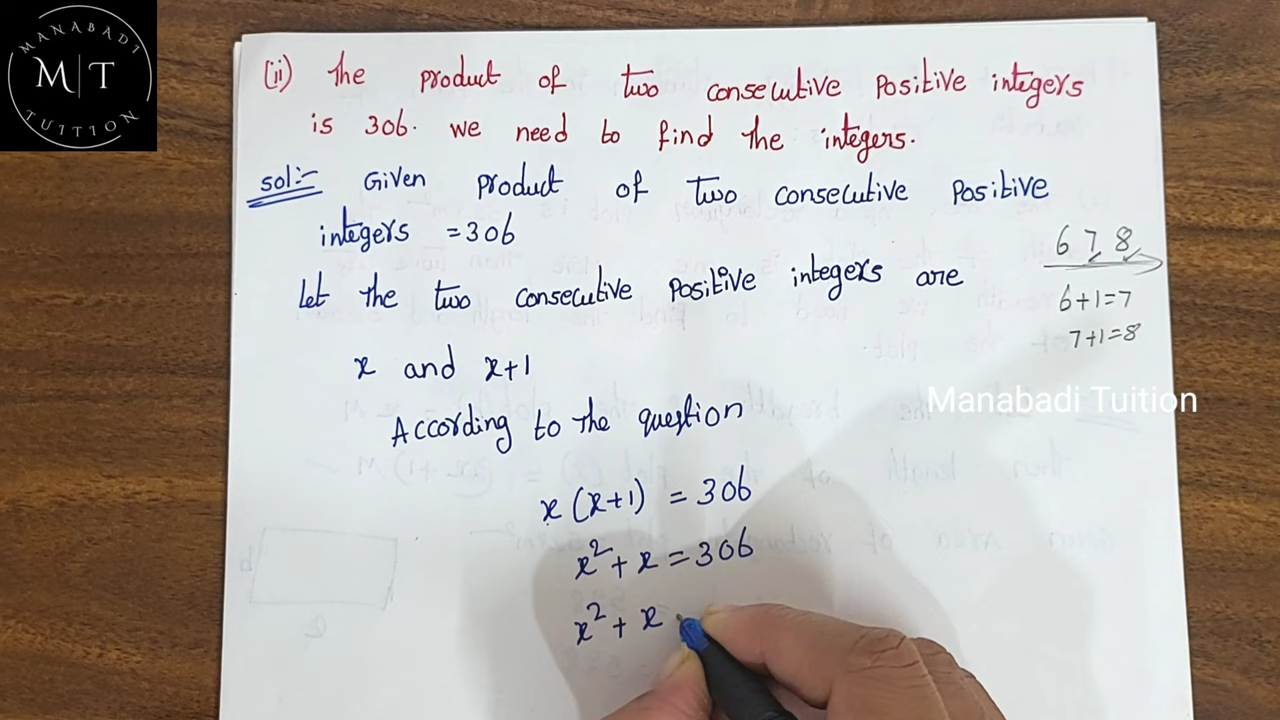 MANABADI
M|T
TUITION
(ii) the product of two consecutive positive integers
is 306. we need to find the integers.
sol:- Given product of two consecutive positive
integers = 306
Let the two consecutive positive integers are
x and x+1
According to the question
x(x+1) = 306
x² + x = 306
x² + x
6 7 8
6+1=7
7+1=8
Manabadi Tuition